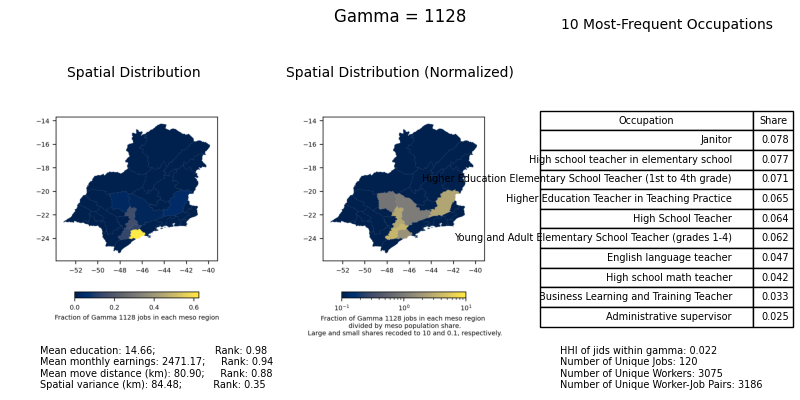 Gamma = 1128
10 Most-Frequent Occupations
Spatial Distribution
Spatial Distribution (Normalized)
−14
−16
−18
−20
−22
−24
−52 −50 −48 −46 −44 −42 −40
0.0 0.2 0.4 0.6
Fraction of Gamma 1128 jobs in each meso region
−14
−16
−18
−20
−22
−24
−52 −50 −48 −46 −44 −42 −40
10⁻¹ 10⁰ 10¹
Fraction of Gamma 1128 jobs in each meso region
divided by meso population share.
Large and small shares recoded to 10 and 0.1, respectively.
Occupation Share
Janitor 0.078
High school teacher in elementary school 0.077
Higher Education Elementary School Teacher (1st to 4th grade) 0.071
Higher Education Teacher in Teaching Practice 0.065
High School Teacher 0.064
Young and Adult Elementary School Teacher (grades 1-4) 0.062
English language teacher 0.047
High school math teacher 0.042
Business Learning and Training Teacher 0.033
Administrative supervisor 0.025
Mean education: 14.66; Rank: 0.98
Mean monthly earnings: 2471.17; Rank: 0.94
Mean move distance (km): 80.90; Rank: 0.88
Spatial variance (km): 84.48; Rank: 0.35
HHI of jids within gamma: 0.022
Number of Unique Jobs: 120
Number of Unique Workers: 3075
Number of Unique Worker-Job Pairs: 3186